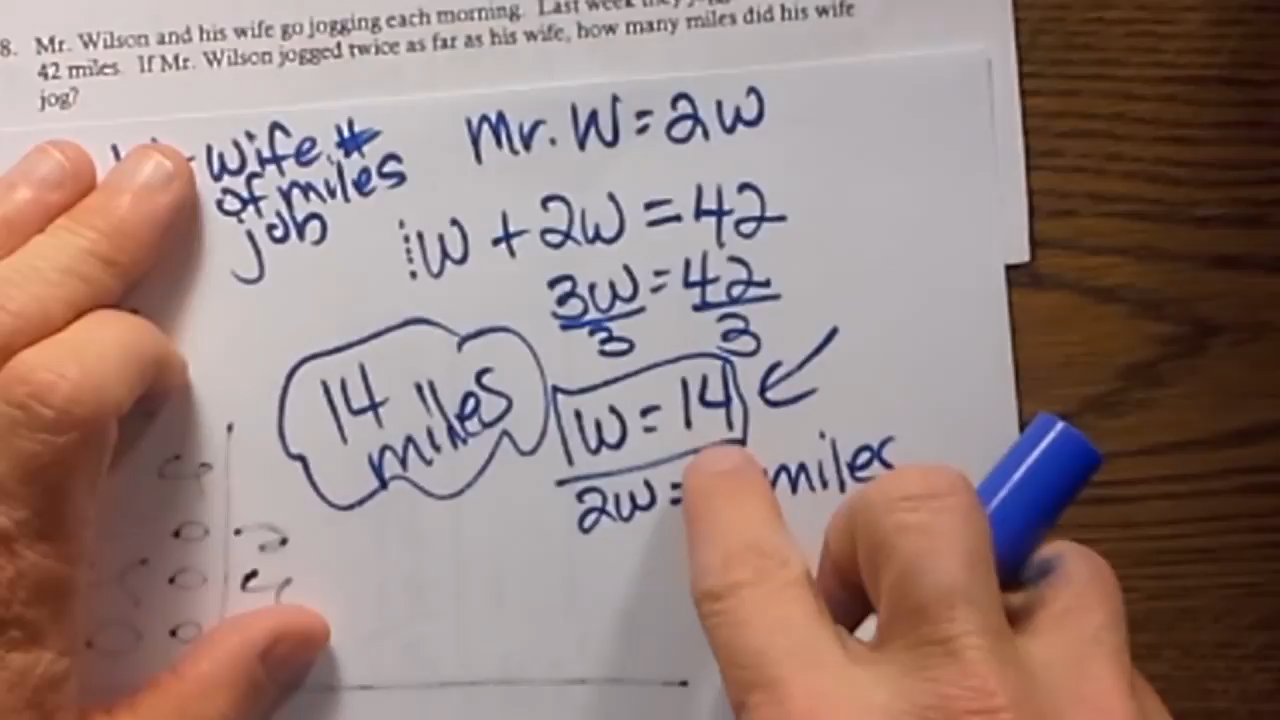 8. Mr. Wilson and his wife go jogging each morning. Last week they
42 miles. If Mr. Wilson jogged twice as far as his wife, how many miles did his wife
jog?
wife #
of miles
job
Mr. W = 2w
w + 2w = 42
3w = 42
3 3
14
miles
1w = 14
2w = miles